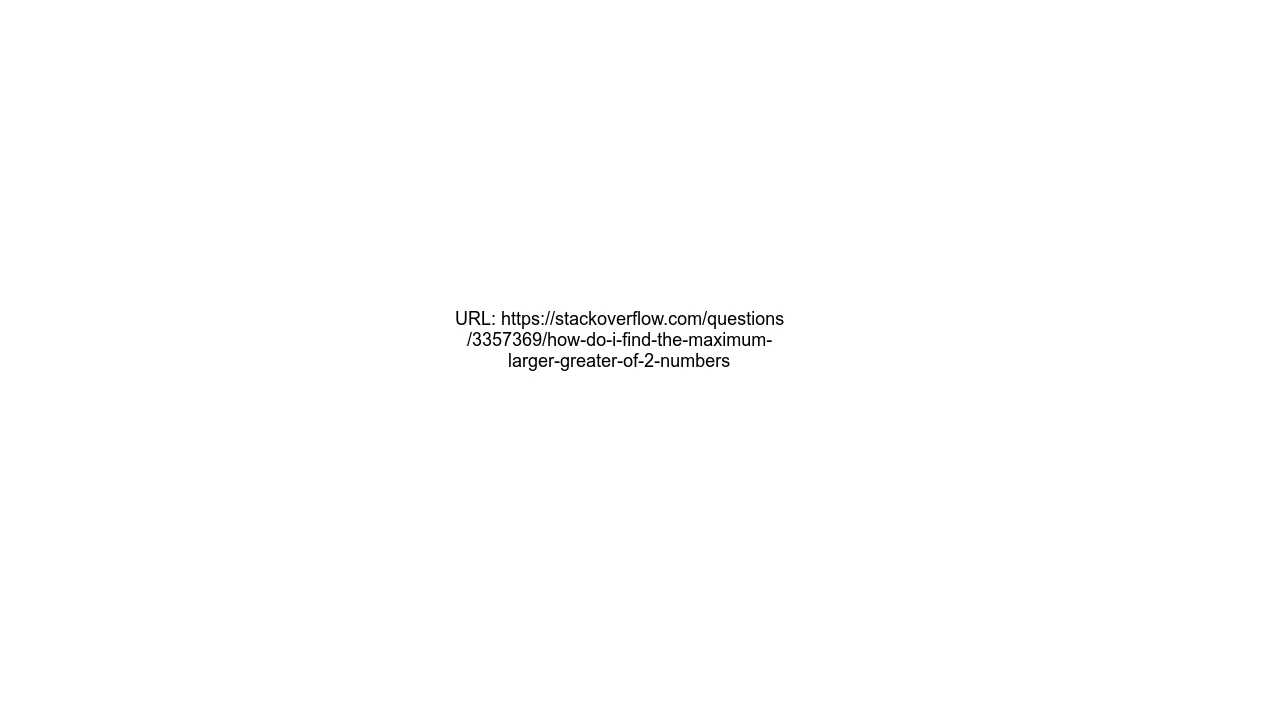 URL: https://stackoverflow.com/questions
/3357369/how-do-i-find-the-maximum-
larger-greater-of-2-numbers